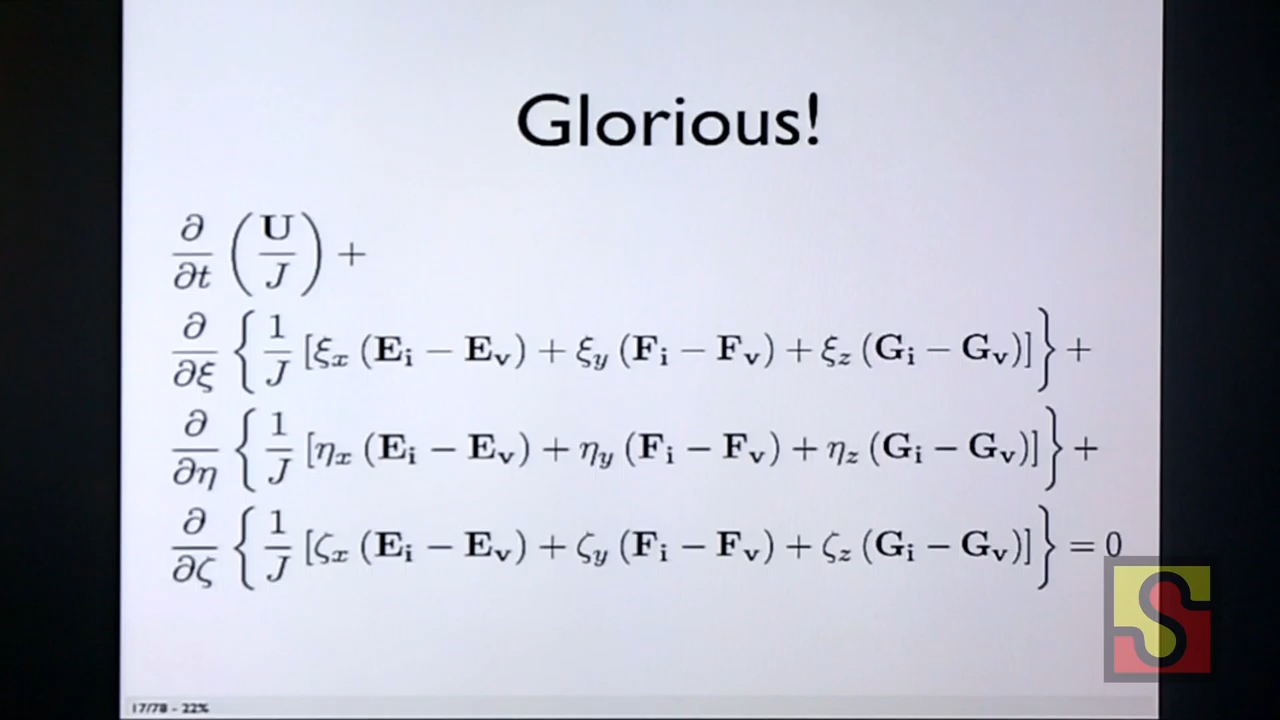 Glorious!
∂/∂t (𝐔/J) +
∂/∂ξ { 1/J [ξ_x (𝐄_𝐢 − 𝐄_𝐯) + ξ_y (𝐅_𝐢 − 𝐅_𝐯) + ξ_z (𝐆_𝐢 − 𝐆_𝐯)] } +
∂/∂η { 1/J [η_x (𝐄_𝐢 − 𝐄_𝐯) + η_y (𝐅_𝐢 − 𝐅_𝐯) + η_z (𝐆_𝐢 − 𝐆_𝐯)] } +
∂/∂ζ { 1/J [ζ_x (𝐄_𝐢 − 𝐄_𝐯) + ζ_y (𝐅_𝐢 − 𝐅_𝐯) + ζ_z (𝐆_𝐢 − 𝐆_𝐯)] } = 0
S
17/78 - 22%